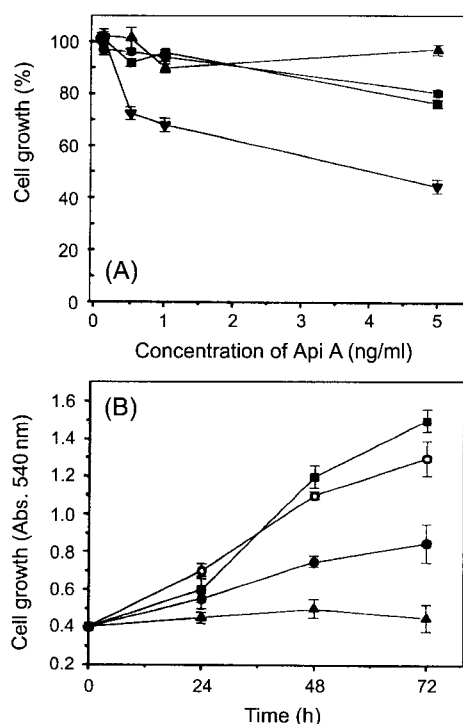 100
80
60
40
20
0
Cell growth (%)
(A)
0 1 2 3 4 5
Concentration of Api A (ng/ml)
(B)
1.6
1.4
1.2
1.0
0.8
0.6
0.4
0.2
Cell growth (Abs. 540 nm)
0 24 48 72
Time (h)